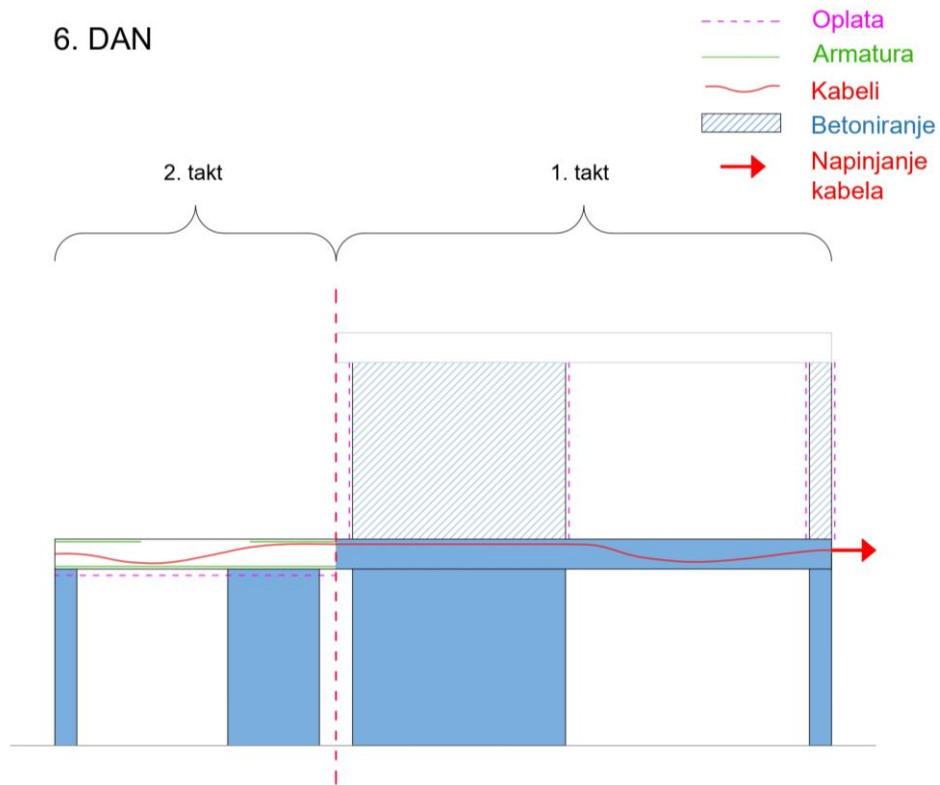 6. DAN
Oplata
Armatura
Kabeli
Betoniranje
Napinjanje
kabela
2. takt
1. takt